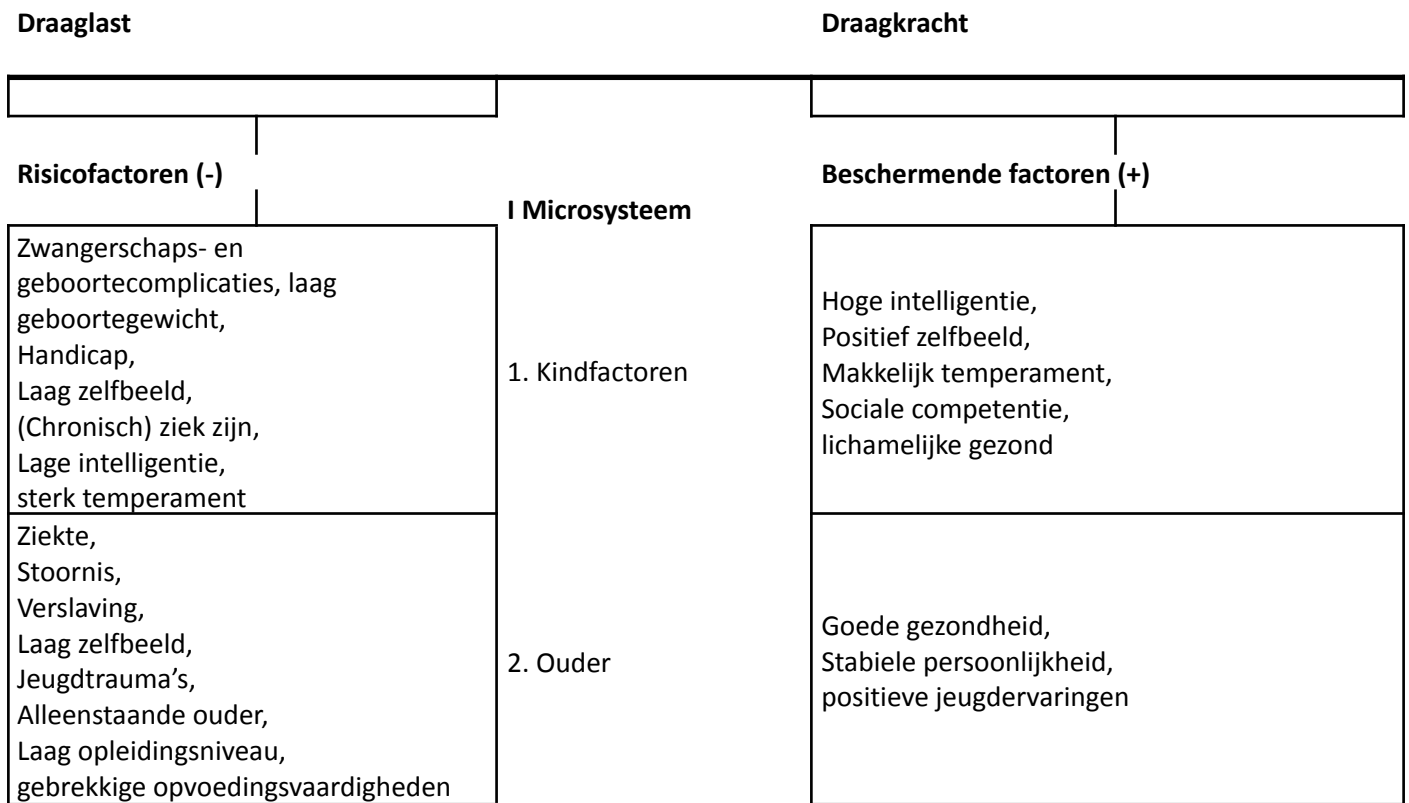 Draaglast
Draagkracht
Risicofactoren (-)
Beschermende factoren (+)
I Microsysteem
Zwangerschaps- en
geboortecomplicaties, laag
geboortegewicht,
Handicap,
Laag zelfbeeld,
(Chronisch) ziek zijn,
Lage intelligentie,
sterk temperament
1. Kindfactoren
Hoge intelligentie,
Positief zelfbeeld,
Makkelijk temperament,
Sociale competentie,
lichamelijke gezond
Ziekte,
Stoornis,
Verslaving,
Laag zelfbeeld,
Jeugdtrauma’s,
Alleenstaande ouder,
Laag opleidingsniveau,
gebrekkige opvoedingsvaardigheden
2. Ouder
Goede gezondheid,
Stabiele persoonlijkheid,
positieve jeugdervaringen